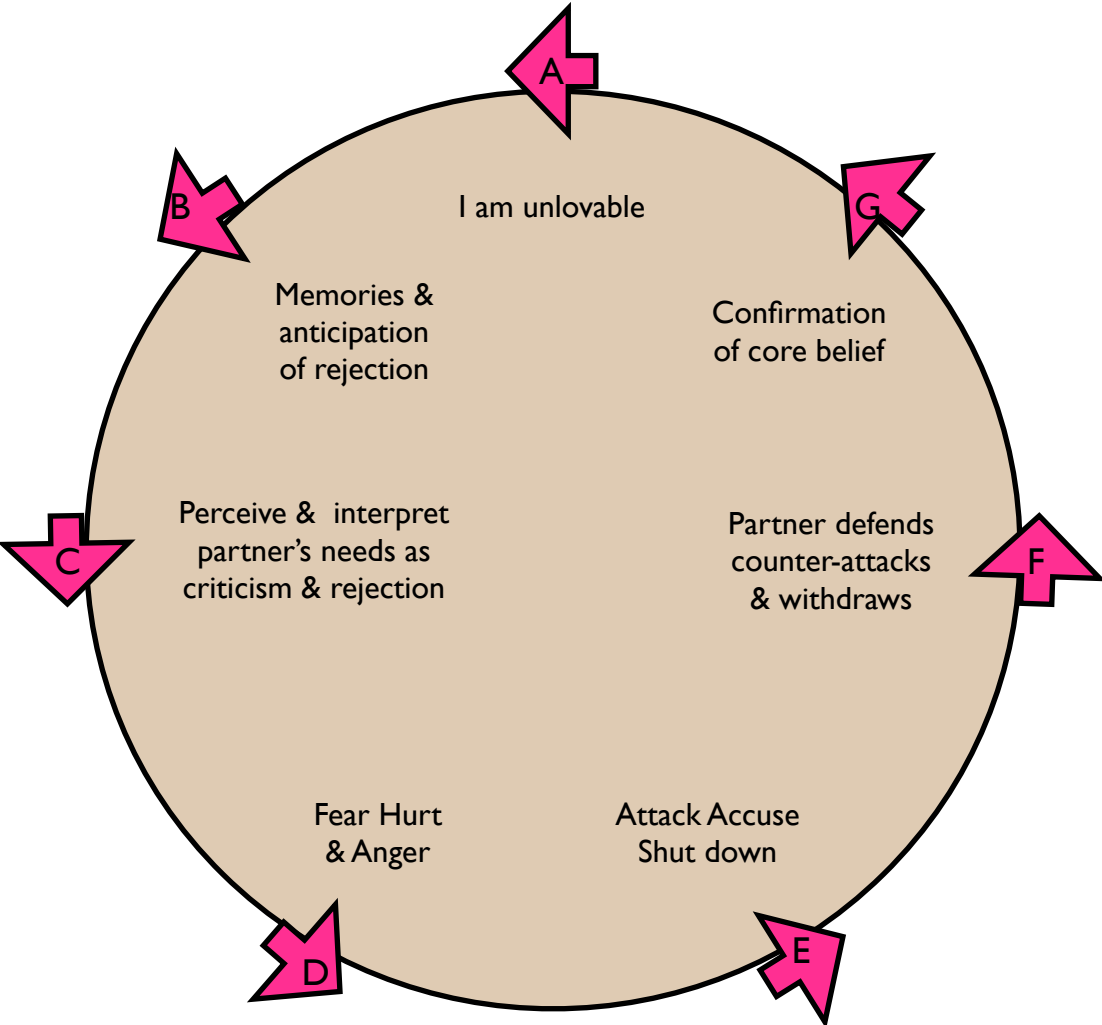 A
I am unlovable
B
Memories &
anticipation
of rejection
C
Perceive & interpret
partner’s needs as
criticism & rejection
D
Fear Hurt
& Anger
E
Attack Accuse
Shut down
F
Partner defends
counter-attacks
& withdraws
G
Confirmation
of core belief